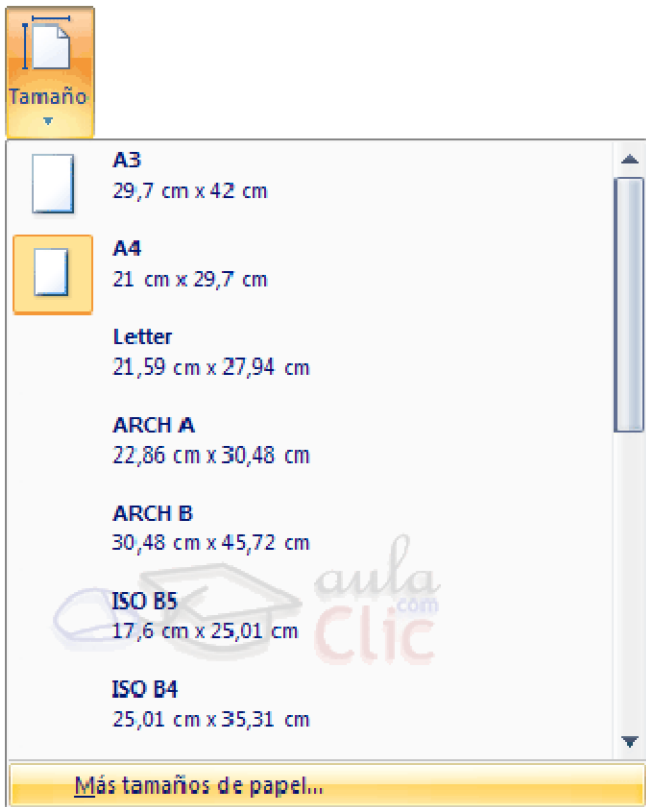 Tamaño
A3
29,7 cm x 42 cm
A4
21 cm x 29,7 cm
Letter
21,59 cm x 27,94 cm
ARCH A
22,86 cm x 30,48 cm
ARCH B
30,48 cm x 45,72 cm
aula
com
Clic
ISO B5
17,6 cm x 25,01 cm
ISO B4
25,01 cm x 35,31 cm
Más tamaños de papel...